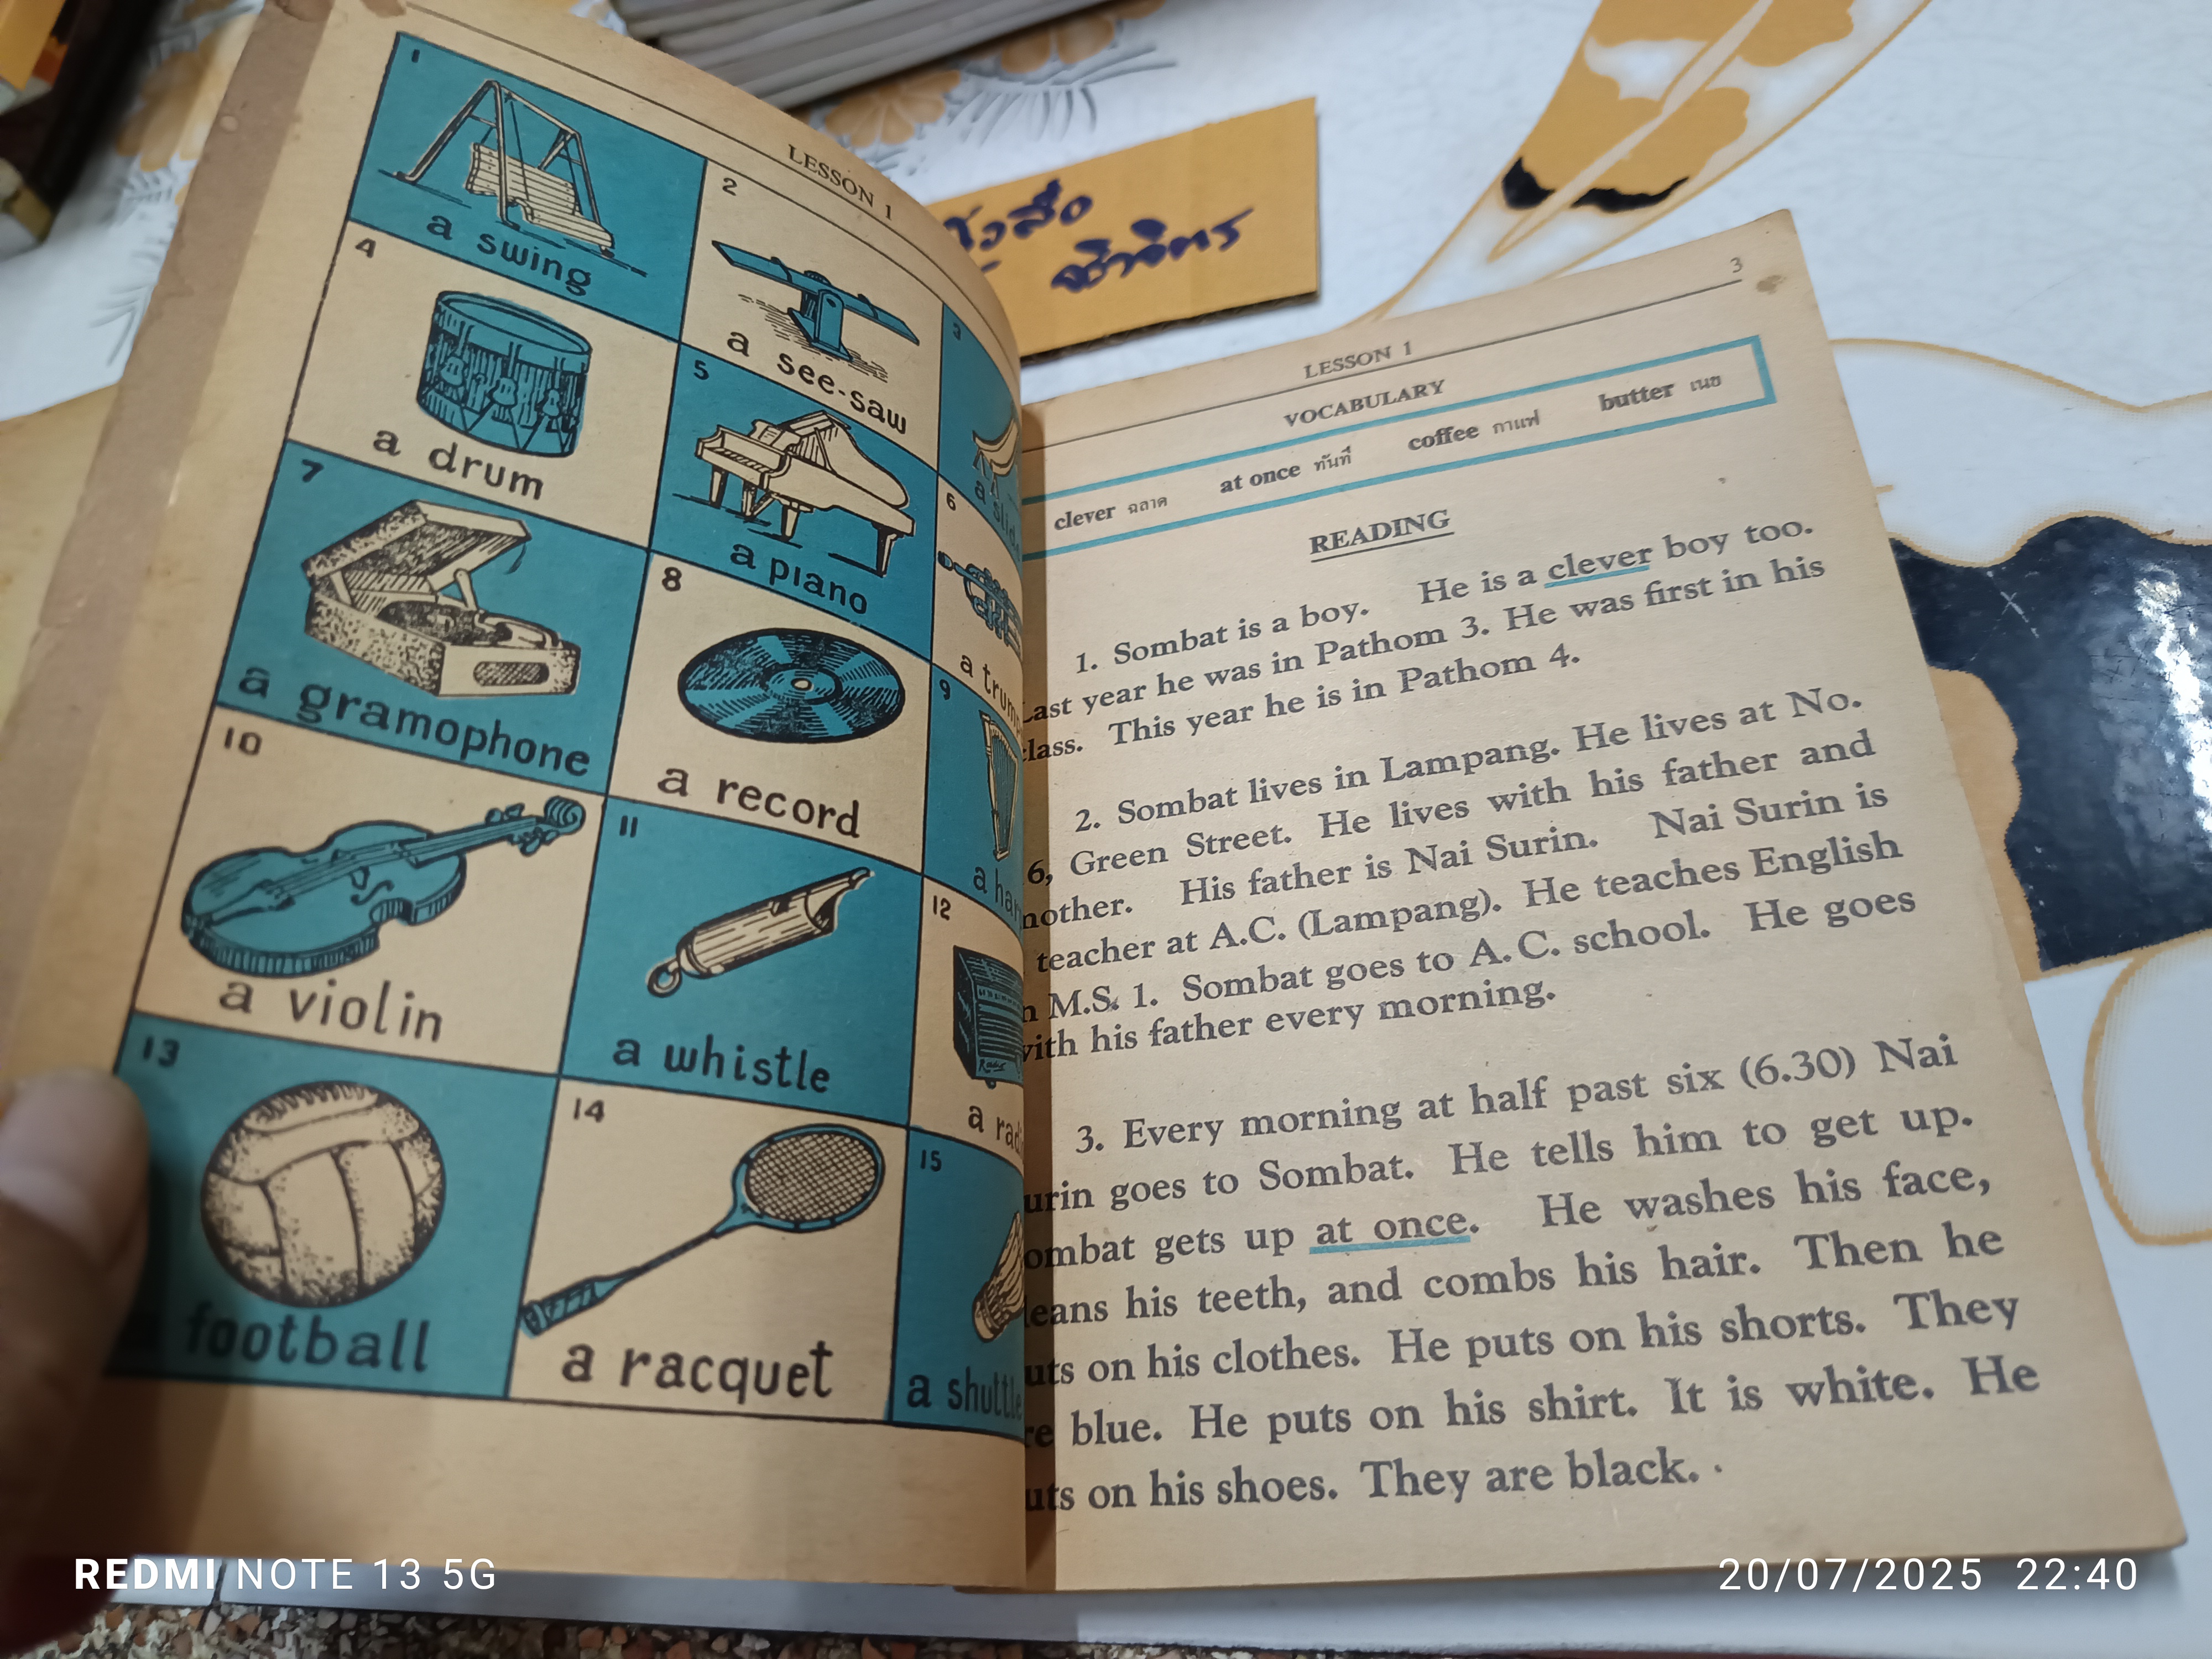 LESSON 1
1
a swing
2
a see-saw
3
4
a drum
5
a piano
6
a
7
a gramophone
8
a record
9
a
10
a violin
11
a whistle
12
a
13
football
14
a racquet
15
a
3
LESSON 1
VOCABULARY
clever ฉลาด at once ทันที coffee กาแฟ butter เนย
READING
1. Sombat is a boy. He is a clever boy too.
year he was in Pathom 3. He was first in his
This year he is in Pathom 4.
2. Sombat lives in Lampang. He lives at No.
6, Green Street. He lives with his father and
His father is Nai Surin. Nai Surin is
teacher at A.C. (Lampang). He teaches English
M.S. 1. Sombat goes to A.C. school. He goes
his father every morning.
3. Every morning at half past six (6.30) Nai
goes to Sombat. He tells him to get up.
gets up at once. He washes his face,
his teeth, and combs his hair. Then he
on his clothes. He puts on his shorts. They
blue. He puts on his shirt. It is white. He
on his shoes. They are black.
REDMI NOTE 13 5G
20/07/2025 22:40